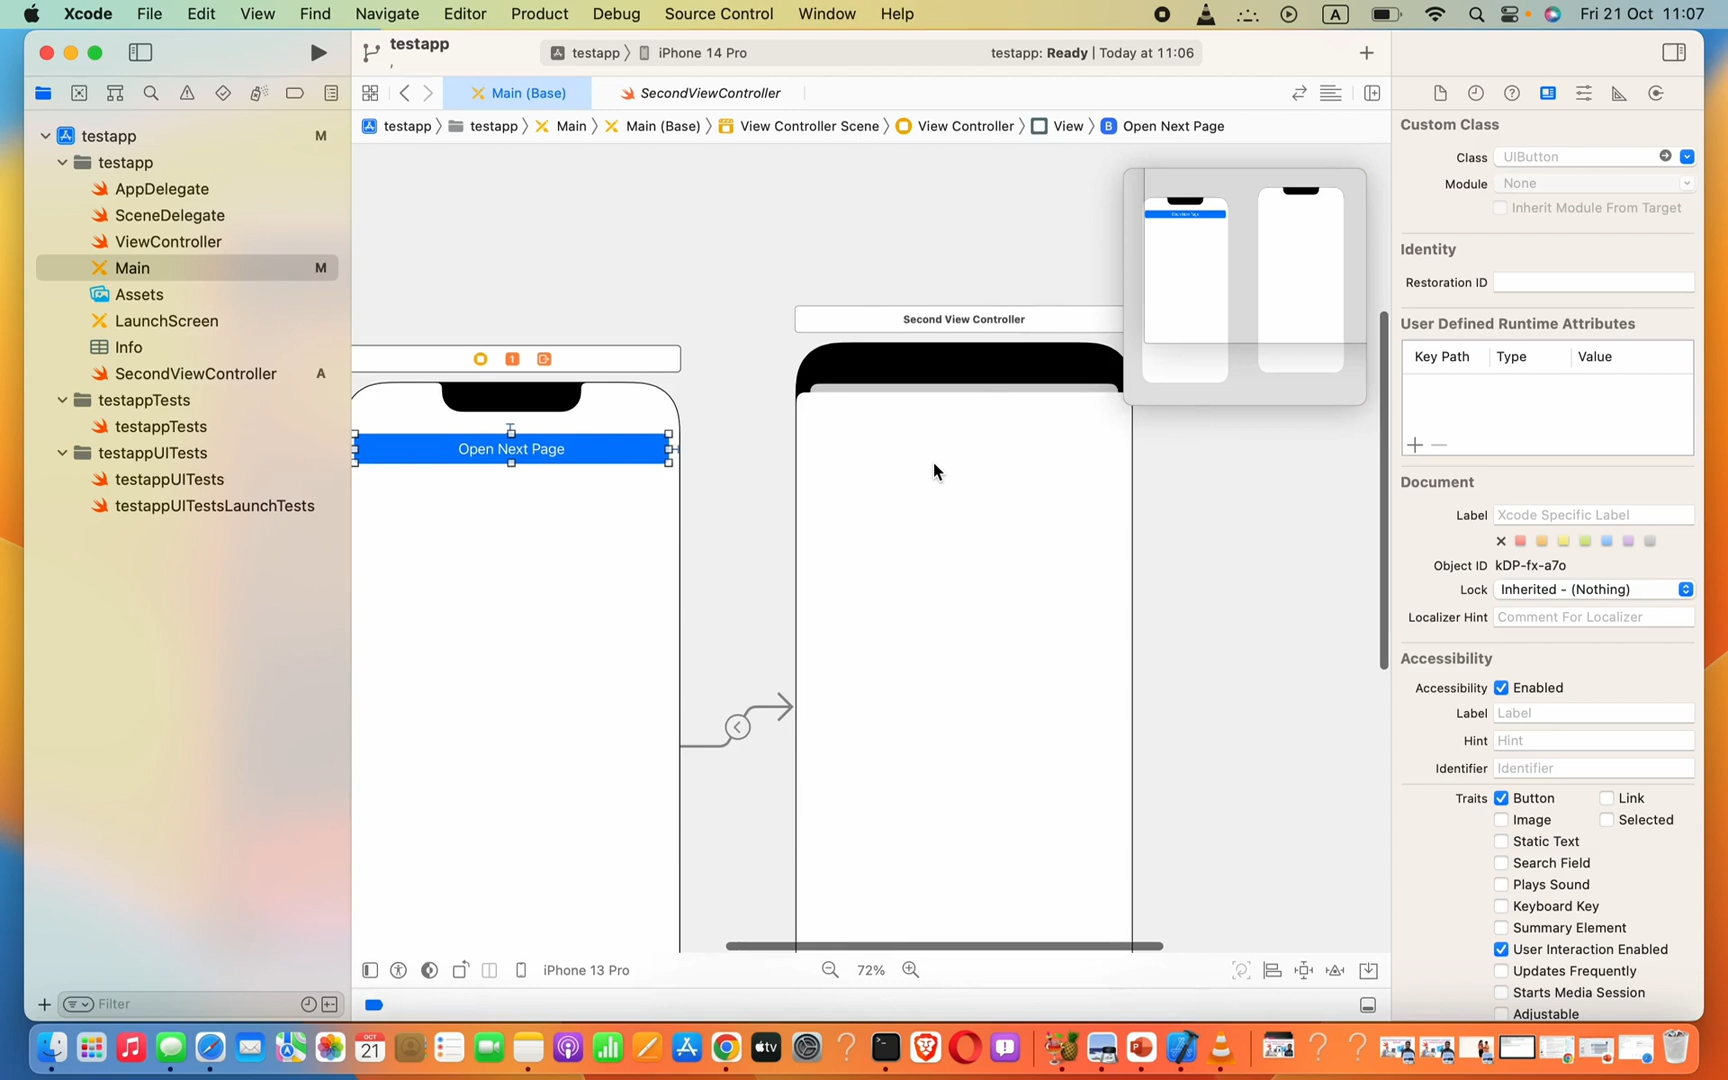 Xcode File Edit View Find Navigate Editor Product Debug Source Control Window Help A Fri 21 Oct 11:07
testapp testapp iPhone 14 Pro testapp: Ready | Today at 11:06
Main (Base) SecondViewController
testapp testapp Main Main (Base) View Controller Scene View Controller View B Open Next Page
testapp M
testapp
AppDelegate
SceneDelegate
ViewController
Main M
Assets
LaunchScreen
Info
SecondViewController A
testappTests
testappTests
testappUITests
testappUITests
testappUITestsLaunchTests
Filter
Second View Controller
1
Open Next Page
Open Next Page
iPhone 13 Pro 72%
Custom Class
Class UIButton
Module None
Inherit Module From Target
Identity
Restoration ID
User Defined Runtime Attributes
Key Path Type Value
Document
Label Xcode Specific Label
Object ID kDP-fx-a7o
Lock Inherited - (Nothing)
Localizer Hint Comment For Localizer
Accessibility
Accessibility Enabled
Label Label
Hint Hint
Identifier Identifier
Traits Button Link
Image Selected
Static Text
Search Field
Plays Sound
Keyboard Key
Summary Element
User Interaction Enabled
Updates Frequently
Starts Media Session
Adjustable
OCT
21
tv